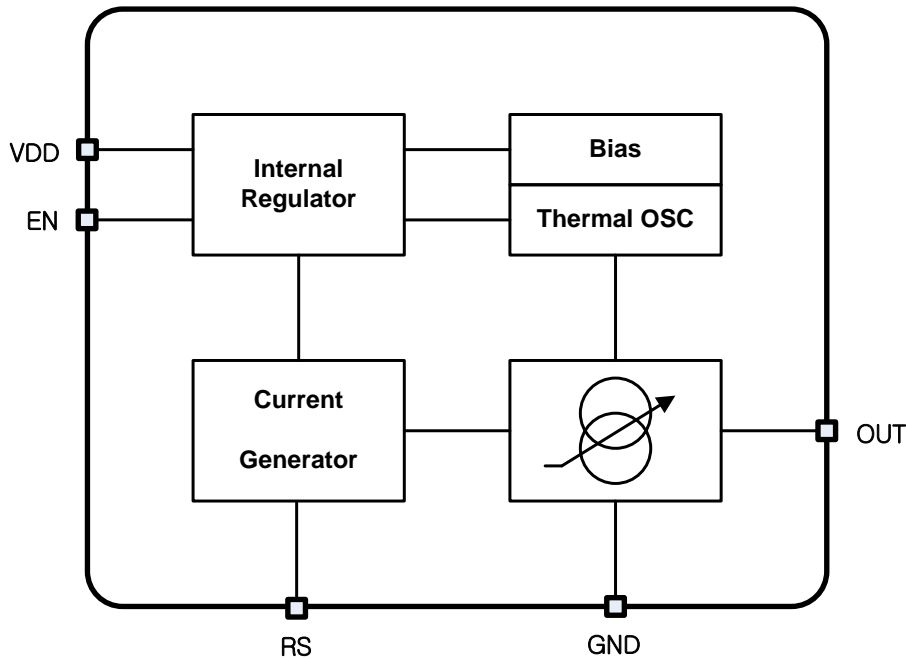 VDD
EN
Internal
Regulator
Bias
Thermal OSC
Current
Generator
OUT
RS
GND